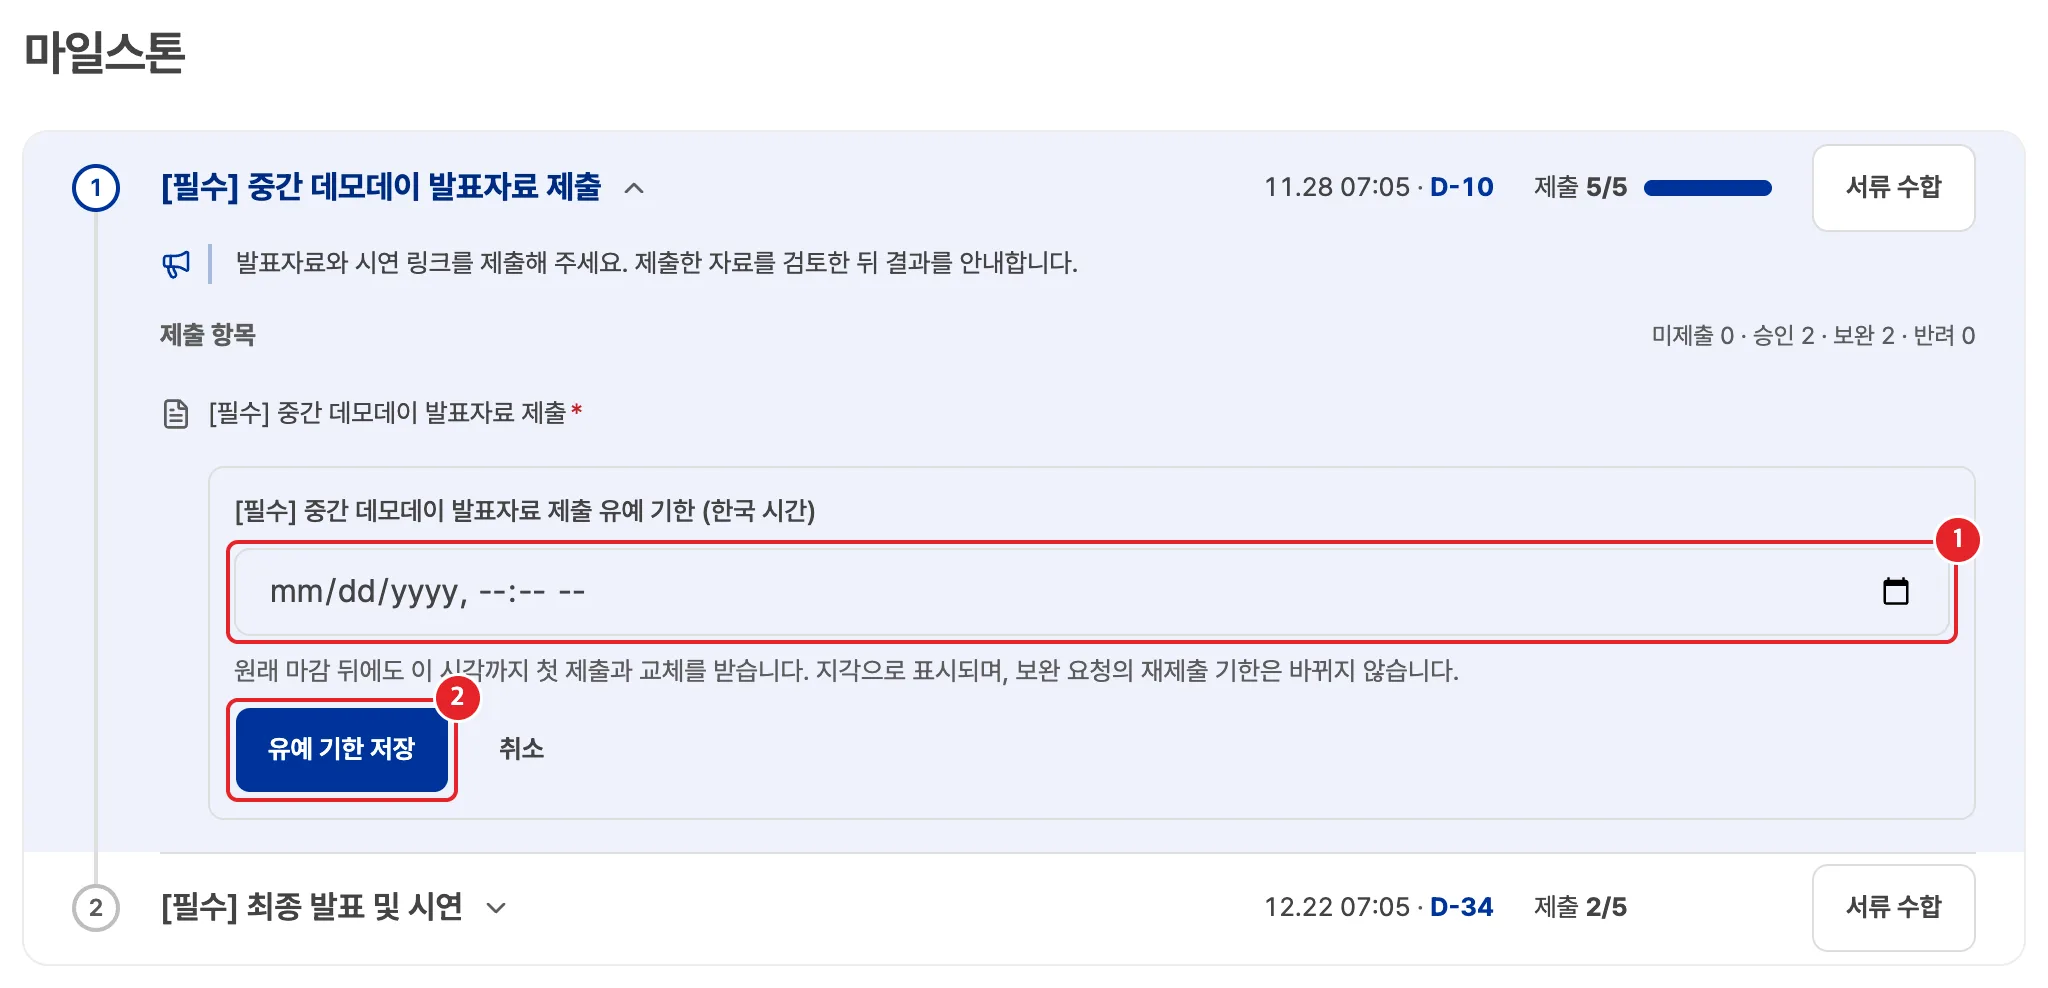 마일스톤
1 [필수] 중간 데모데이 발표자료 제출 11.28 07:05 · D-10 제출 5/5 서류 수합
발표자료와 시연 링크를 제출해 주세요. 제출한 자료를 검토한 뒤 결과를 안내합니다.
제출 항목 미제출 0 · 승인 2 · 보완 2 · 반려 0
[필수] 중간 데모데이 발표자료 제출*
[필수] 중간 데모데이 발표자료 제출 유예 기한 (한국 시간)
1
mm/dd/yyyy, --:-- --
원래 마감 뒤에도 이 시각까지 첫 제출과 교체를 받습니다. 지각으로 표시되며, 보완 요청의 재제출 기한은 바뀌지 않습니다.
2
유예 기한 저장 취소
2 [필수] 최종 발표 및 시연 12.22 07:05 · D-34 제출 2/5 서류 수합